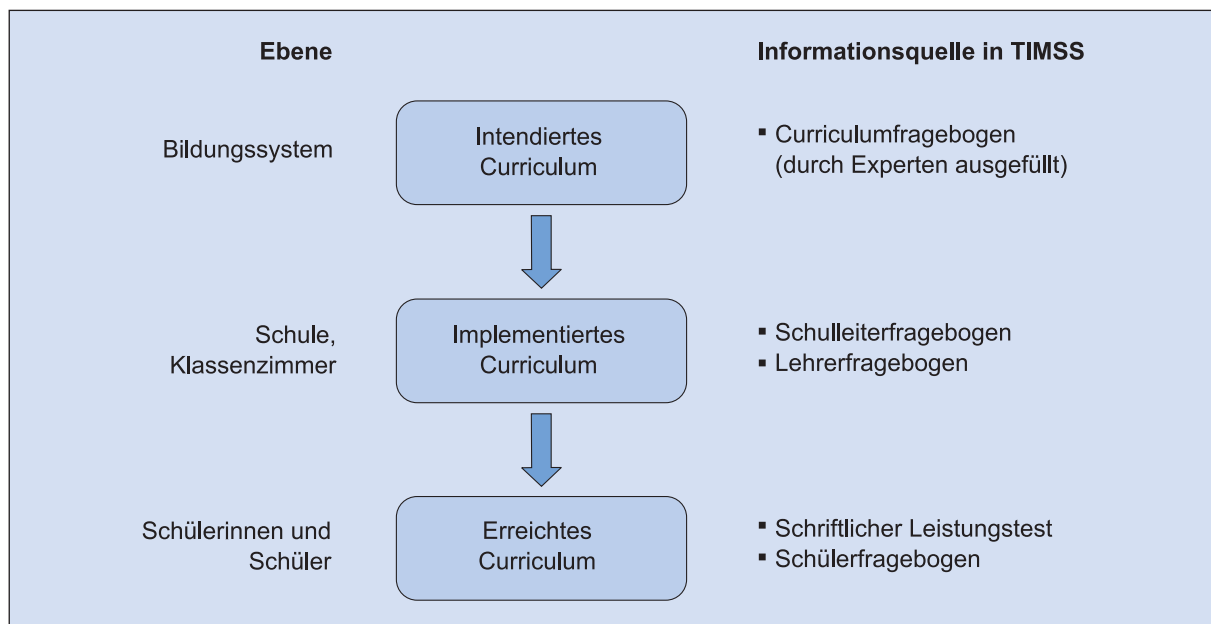 Ebene
Informationsquelle in TIMSS
Bildungssystem
Intendiertes
Curriculum
▪ Curriculumfragebogen
(durch Experten ausgefüllt)
Schule,
Klassenzimmer
Implementiertes
Curriculum
▪ Schulleiterfragebogen
▪ Lehrerfragebogen
Schülerinnen und
Schüler
Erreichtes
Curriculum
▪ Schriftlicher Leistungstest
▪ Schülerfragebogen